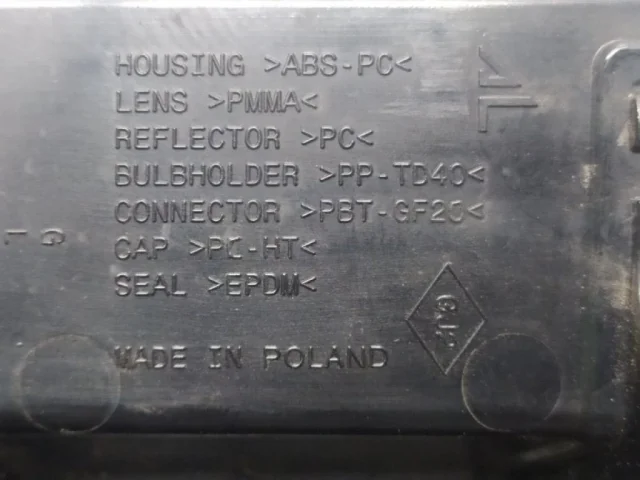 HOUSING >ABS-PC<
LENS >PMMA<
REFLECTOR >PC<
BULBHOLDER >PP-TD40<
CONNECTOR >PBT-GF20<
CAP >PC-HT<
SEAL >EPDM<
MADE IN POLAND